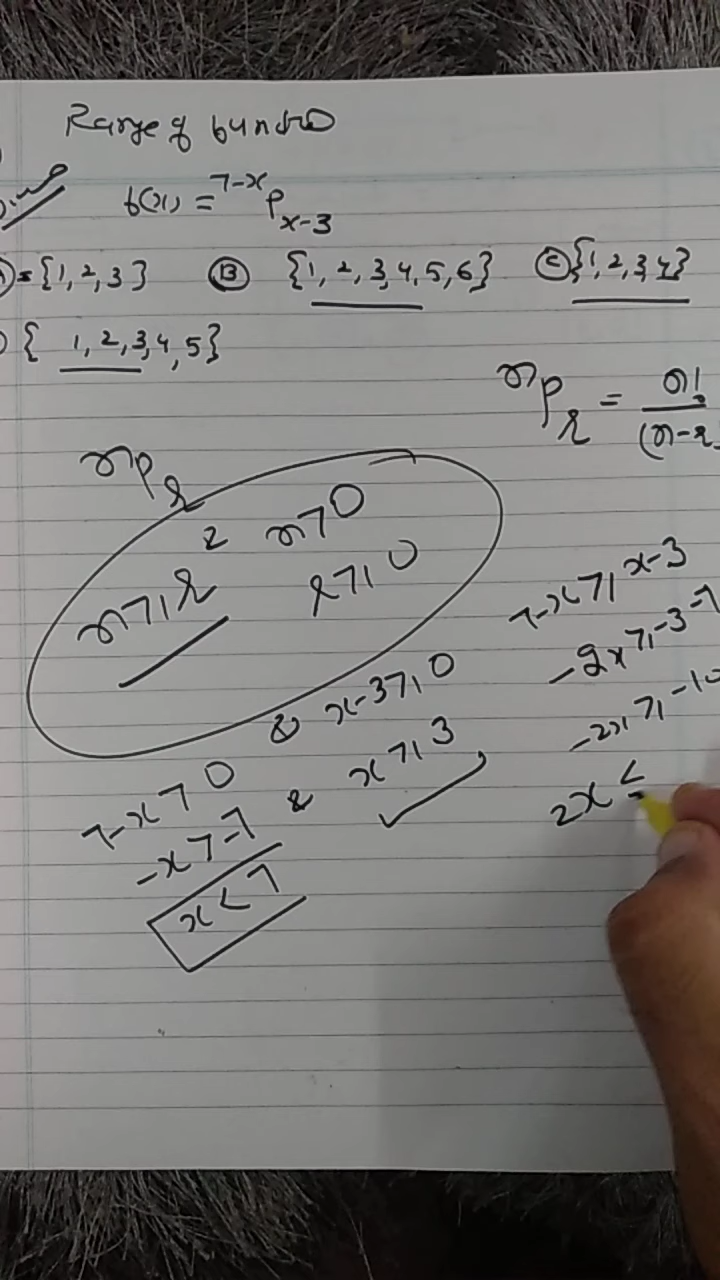 Range of function
f(x) = ⁷⁻ˣPₓ₋₃
= {1, 2, 3} (B) {1, 2, 3, 4, 5, 6} (C) {1, 2, 3, 4}
{ 1, 2, 3, 4, 5}
ⁿPᵣ = n!/(n-r
ⁿPᵣ
n ⩾ r & n > 0
r ⩾ 0
7-x > 0 & x-3 ⩾ 0
-x > -7 & x ⩾ 3
x < 7
7-x ⩾ x-3
-2x ⩾ -3-7
-2x ⩾ -10
2x ≤